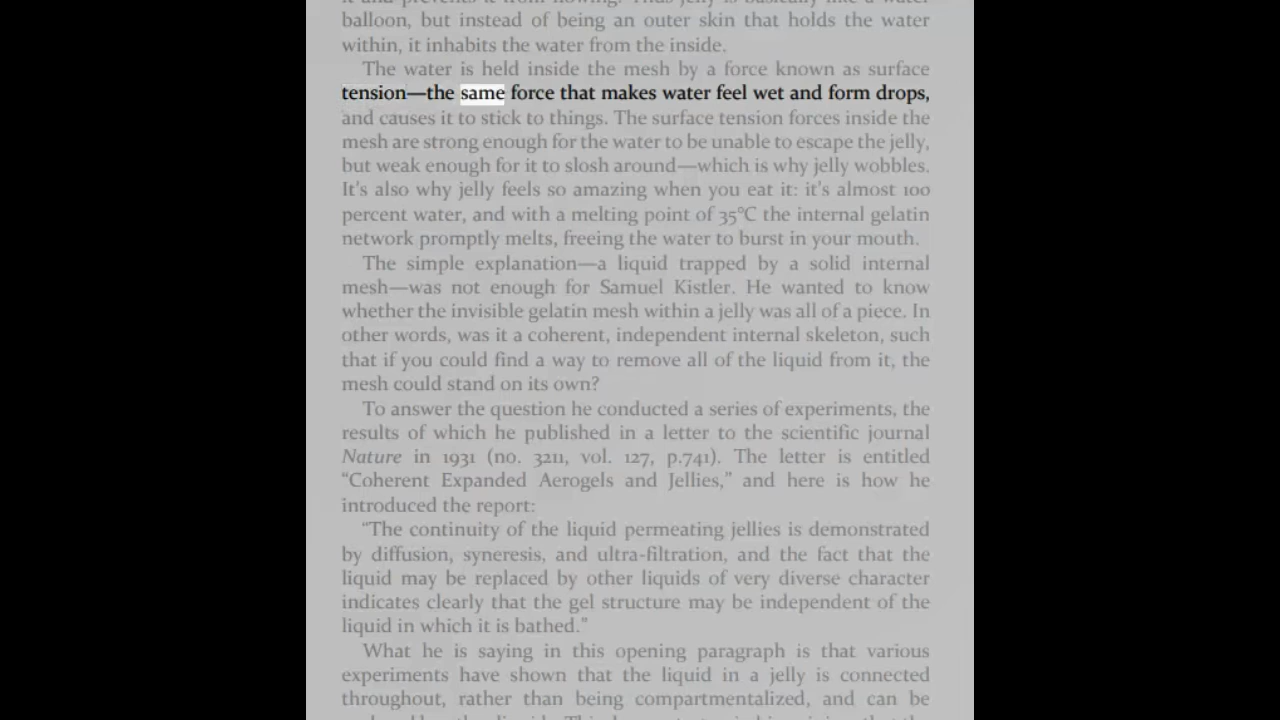 it and prevents it from flowing. Thus jelly is basically like a water
balloon, but instead of being an outer skin that holds the water
within, it inhabits the water from the inside.
The water is held inside the mesh by a force known as surface
tension—the same force that makes water feel wet and form drops,
and causes it to stick to things. The surface tension forces inside the
mesh are strong enough for the water to be unable to escape the jelly,
but weak enough for it to slosh around—which is why jelly wobbles.
It’s also why jelly feels so amazing when you eat it: it’s almost 100
percent water, and with a melting point of 35°C the internal gelatin
network promptly melts, freeing the water to burst in your mouth.
The simple explanation—a liquid trapped by a solid internal
mesh—was not enough for Samuel Kistler. He wanted to know
whether the invisible gelatin mesh within a jelly was all of a piece. In
other words, was it a coherent, independent internal skeleton, such
that if you could find a way to remove all of the liquid from it, the
mesh could stand on its own?
To answer the question he conducted a series of experiments, the
results of which he published in a letter to the scientific journal
Nature in 1931 (no. 3211, vol. 127, p.741). The letter is entitled
“Coherent Expanded Aerogels and Jellies,” and here is how he
introduced the report:
“The continuity of the liquid permeating jellies is demonstrated
by diffusion, syneresis, and ultra-filtration, and the fact that the
liquid may be replaced by other liquids of very diverse character
indicates clearly that the gel structure may be independent of the
liquid in which it is bathed.”
What he is saying in this opening paragraph is that various
experiments have shown that the liquid in a jelly is connected
throughout, rather than being compartmentalized, and can be